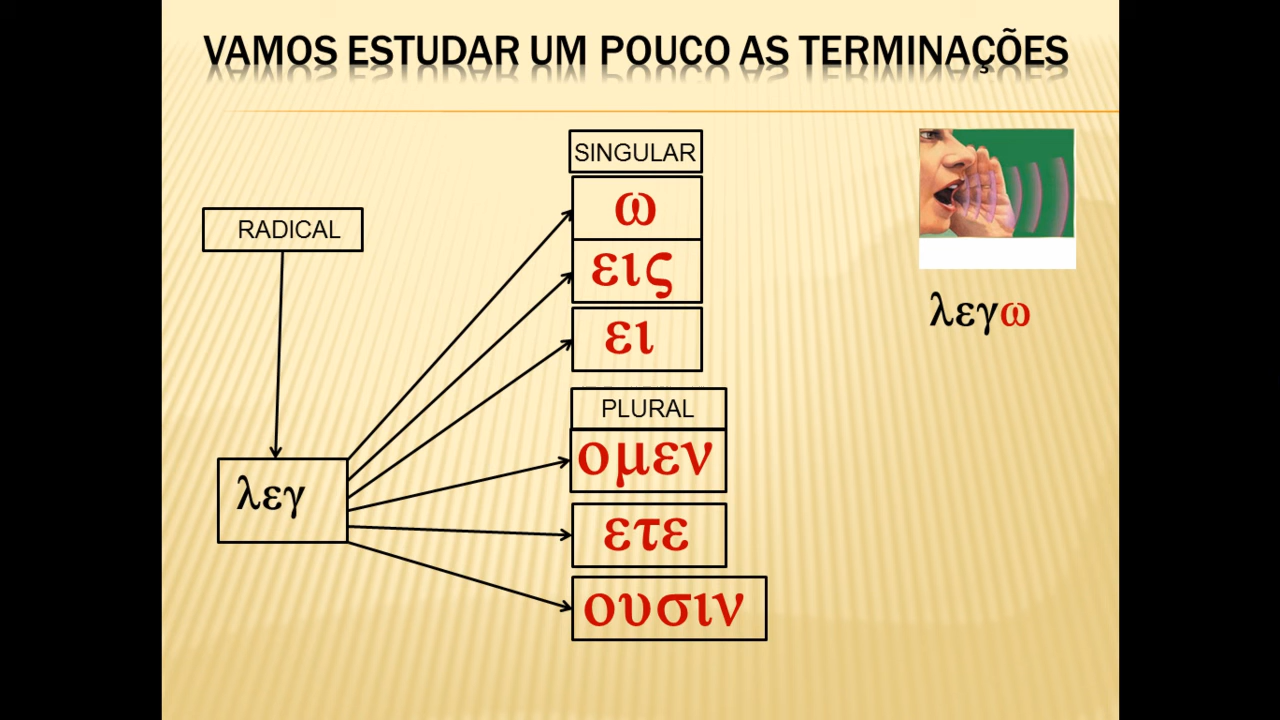 VAMOS ESTUDAR UM POUCO AS TERMINAÇÕES
RADICAL
λεγ
SINGULAR
ω
εις
ει
PLURAL
ομεν
ετε
ουσιν
λεγω